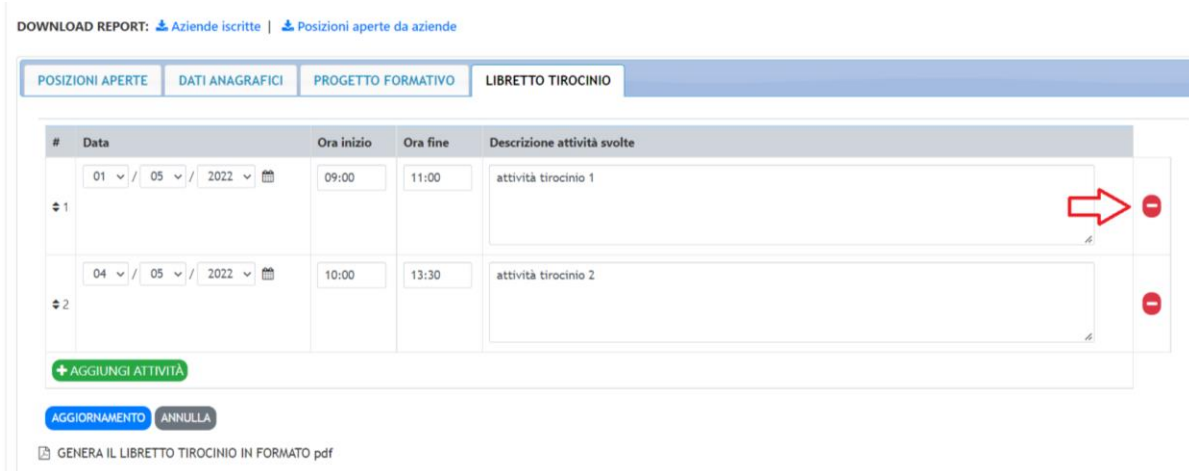 DOWNLOAD REPORT: Aziende iscritte | Posizioni aperte da aziende
POSIZIONI APERTE DATI ANAGRAFICI PROGETTO FORMATIVO LIBRETTO TIROCINIO
# Data Ora inizio Ora fine Descrizione attività svolte
1 01 / 05 / 2022 09:00 11:00 attività tirocinio 1
2 04 / 05 / 2022 10:00 13:30 attività tirocinio 2
+ AGGIUNGI ATTIVITÀ
AGGIORNAMENTO ANNULLA
GENERA IL LIBRETTO TIROCINIO IN FORMATO pdf